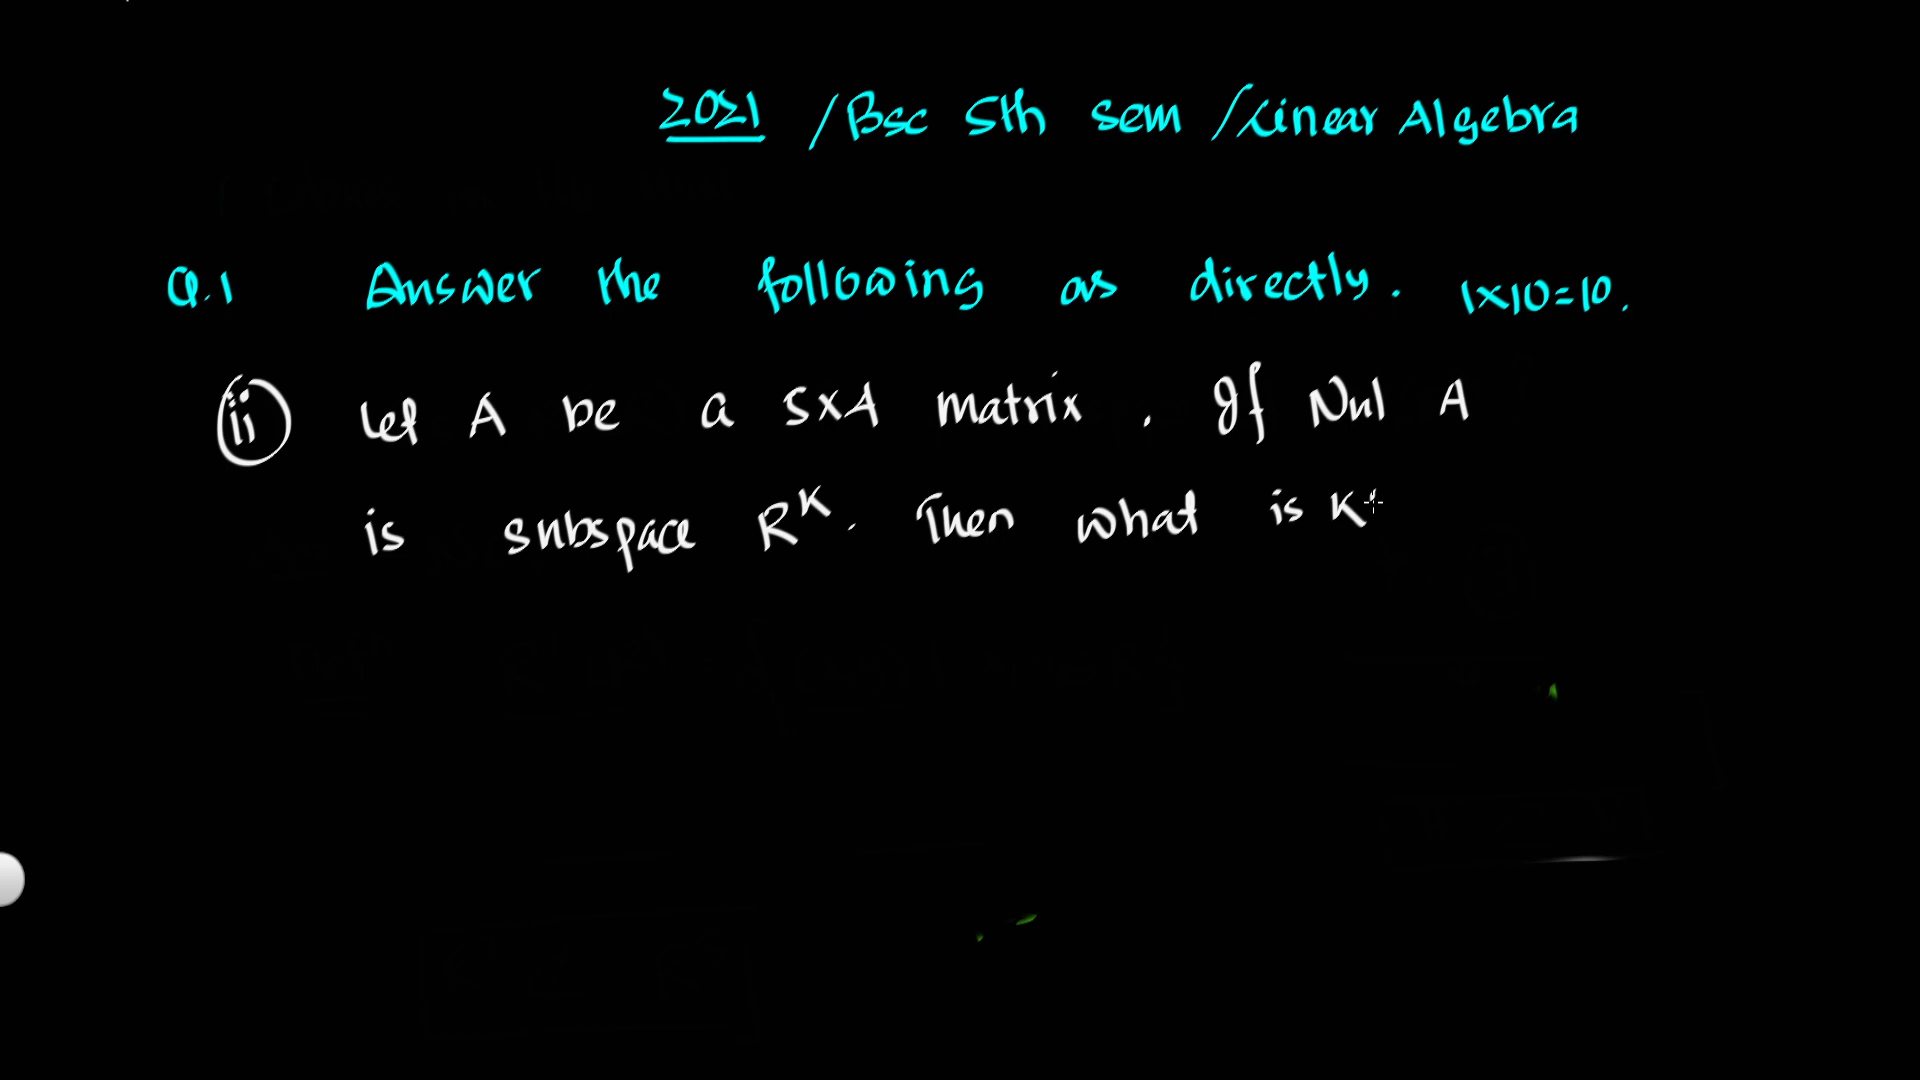 2021 /Bsc 5th sem /Linear Algebra
Q.1 Answer the following as directly. 1x10=10.
ii Let A be a 5x4 matrix. If Nul A
is subspace R^K. Then what is K